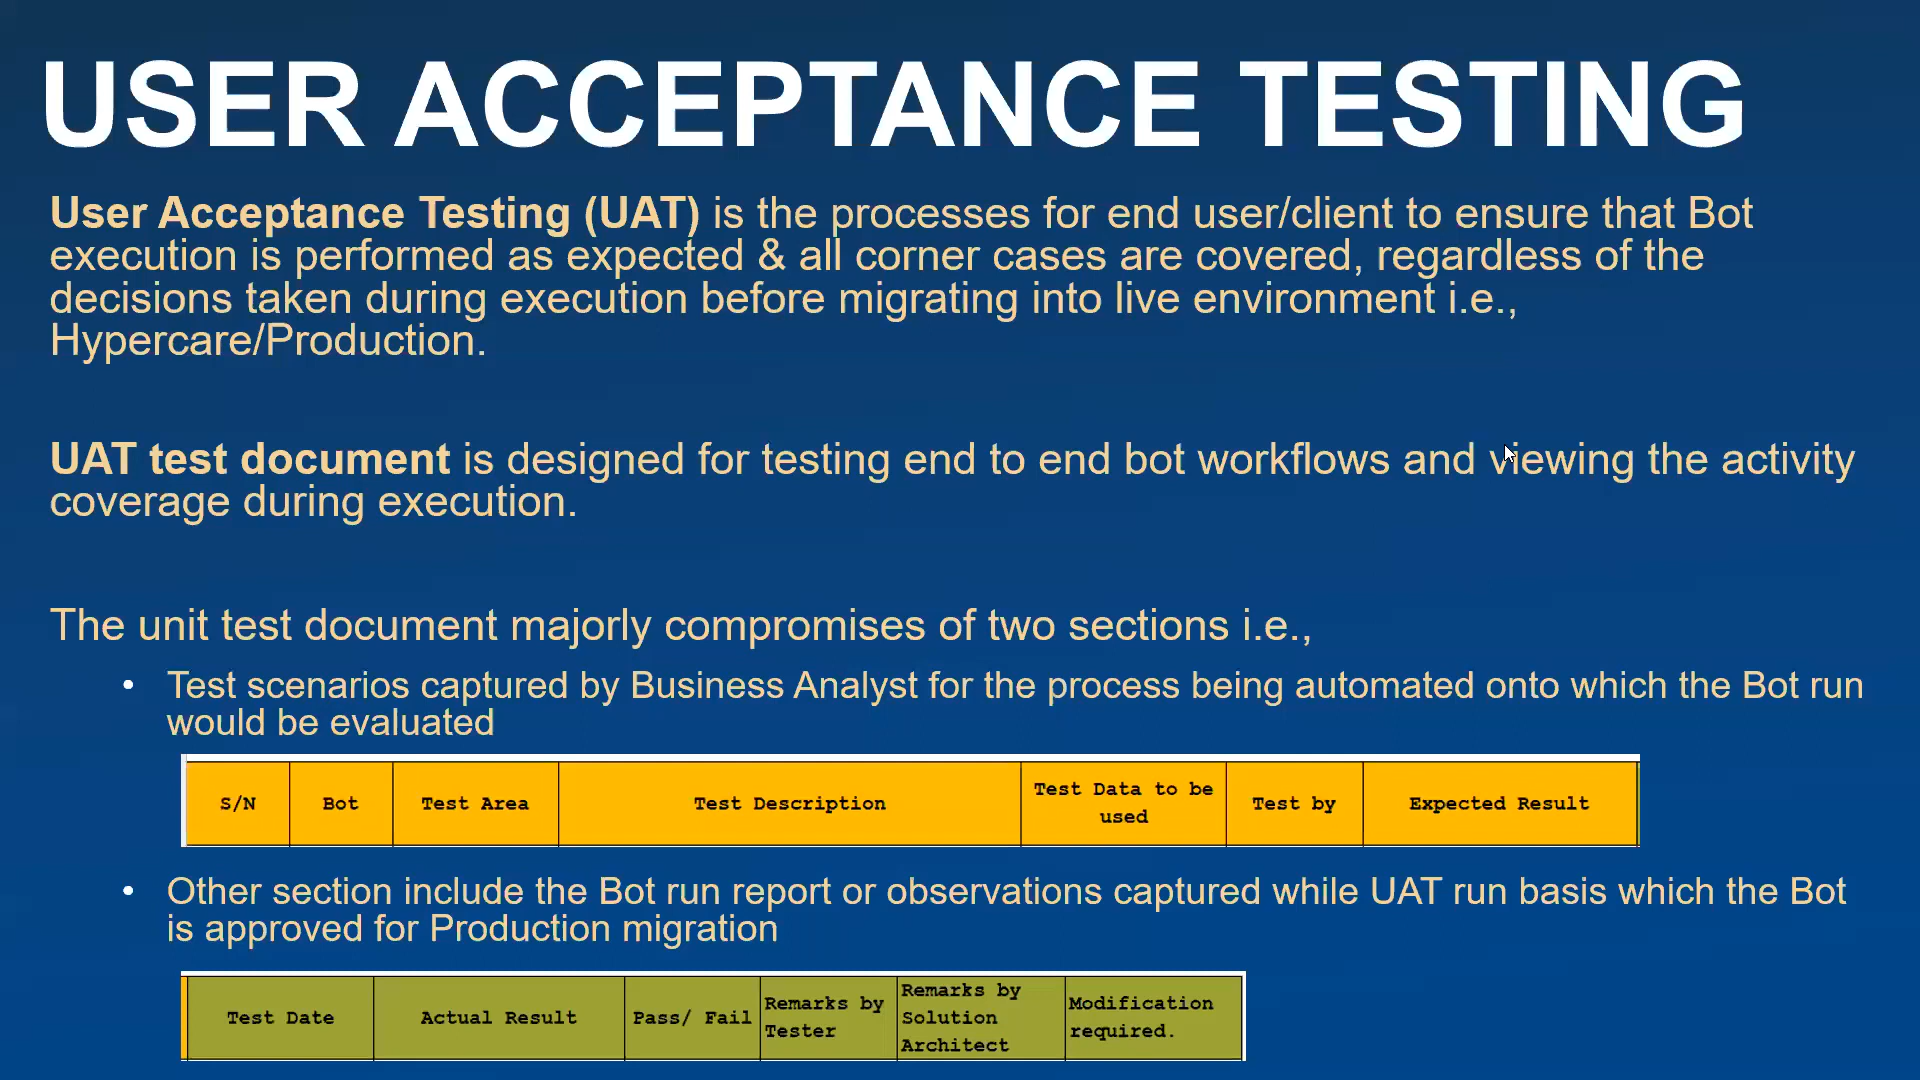 USER ACCEPTANCE TESTING
User Acceptance Testing (UAT) is the processes for end user/client to ensure that Bot
execution is performed as expected & all corner cases are covered, regardless of the
decisions taken during execution before migrating into live environment i.e.,
Hypercare/Production.
UAT test document is designed for testing end to end bot workflows and viewing the activity
coverage during execution.
The unit test document majorly compromises of two sections i.e.,
• Test scenarios captured by Business Analyst for the process being automated onto which the Bot run
would be evaluated
S/N Bot Test Area Test Description Test Data to be used Test by Expected Result
• Other section include the Bot run report or observations captured while UAT run basis which the Bot
is approved for Production migration
Test Date Actual Result Pass/ Fail Remarks by Tester Remarks by Solution Architect Modification required.